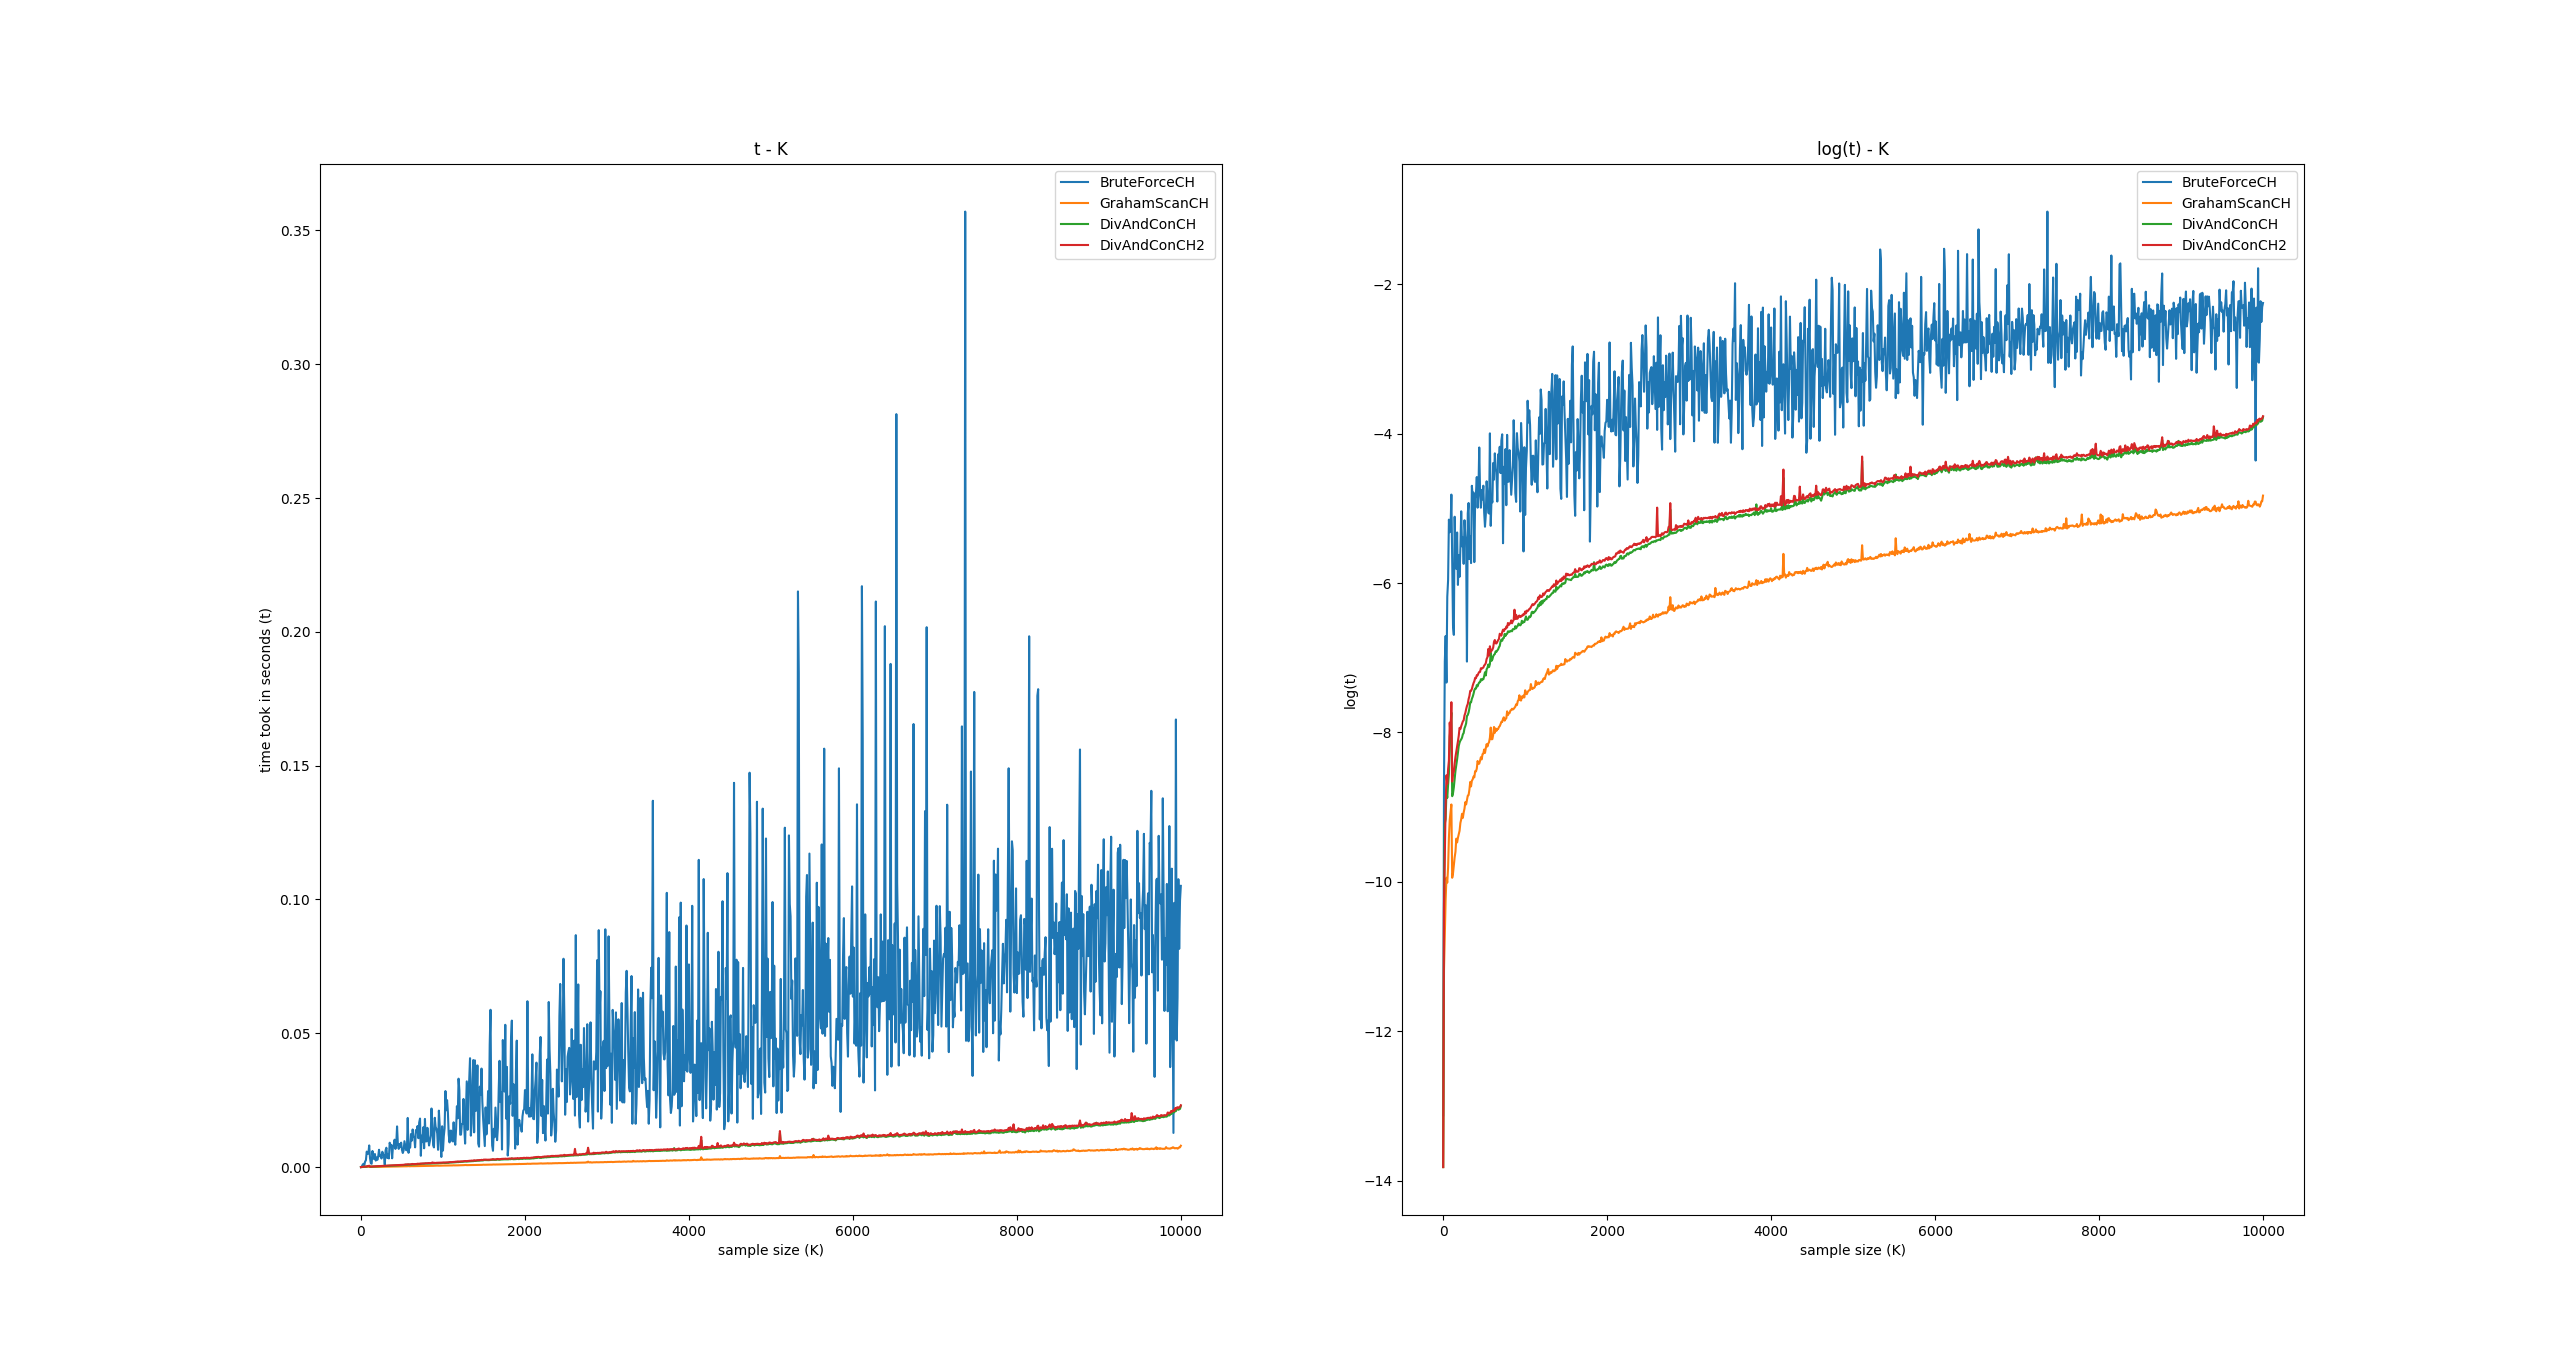 t - K
BruteForceCH
GrahamScanCH
DivAndConCH
DivAndConCH2
0.35
0.30
0.25
0.20
0.15
0.10
0.05
0.00
time took in seconds (t)
0 2000 4000 6000 8000 10000
sample size (K)
log(t) - K
BruteForceCH
GrahamScanCH
DivAndConCH
DivAndConCH2
−2
−4
−6
−8
−10
−12
−14
log(t)
0 2000 4000 6000 8000 10000
sample size (K)